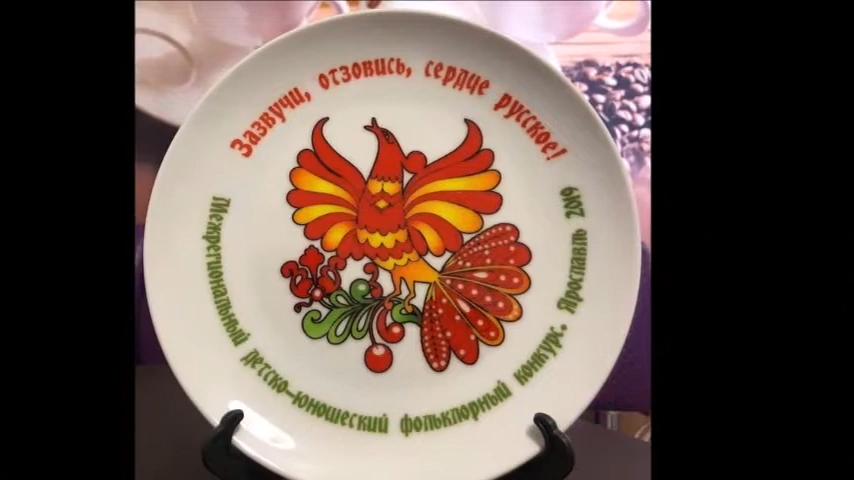 Зазвучи, отзовись, сердце русское!
Межрегиональный детско-юношеский фольклорный конкурс. Ярославль 2019